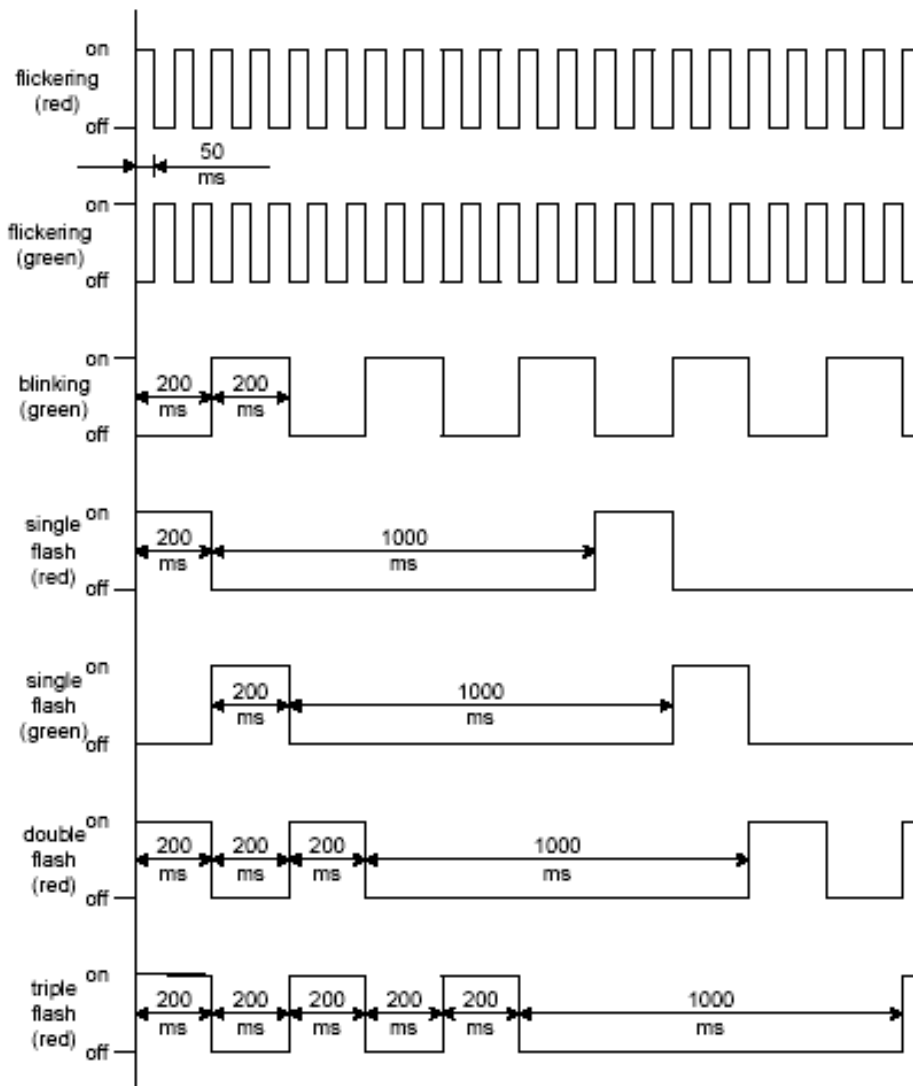 on
flickering
(red)
off
50
ms
on
flickering
(green)
off
on
blinking
(green)
200
ms
200
ms
off
on
single
flash
(red)
200
ms
1000
ms
off
on
single
flash
(green)
200
ms
1000
ms
off
on
double
flash
(red)
200
ms
200
ms
200
ms
1000
ms
off
on
triple
flash
(red)
200
ms
200
ms
200
ms
200
ms
200
ms
1000
ms
off